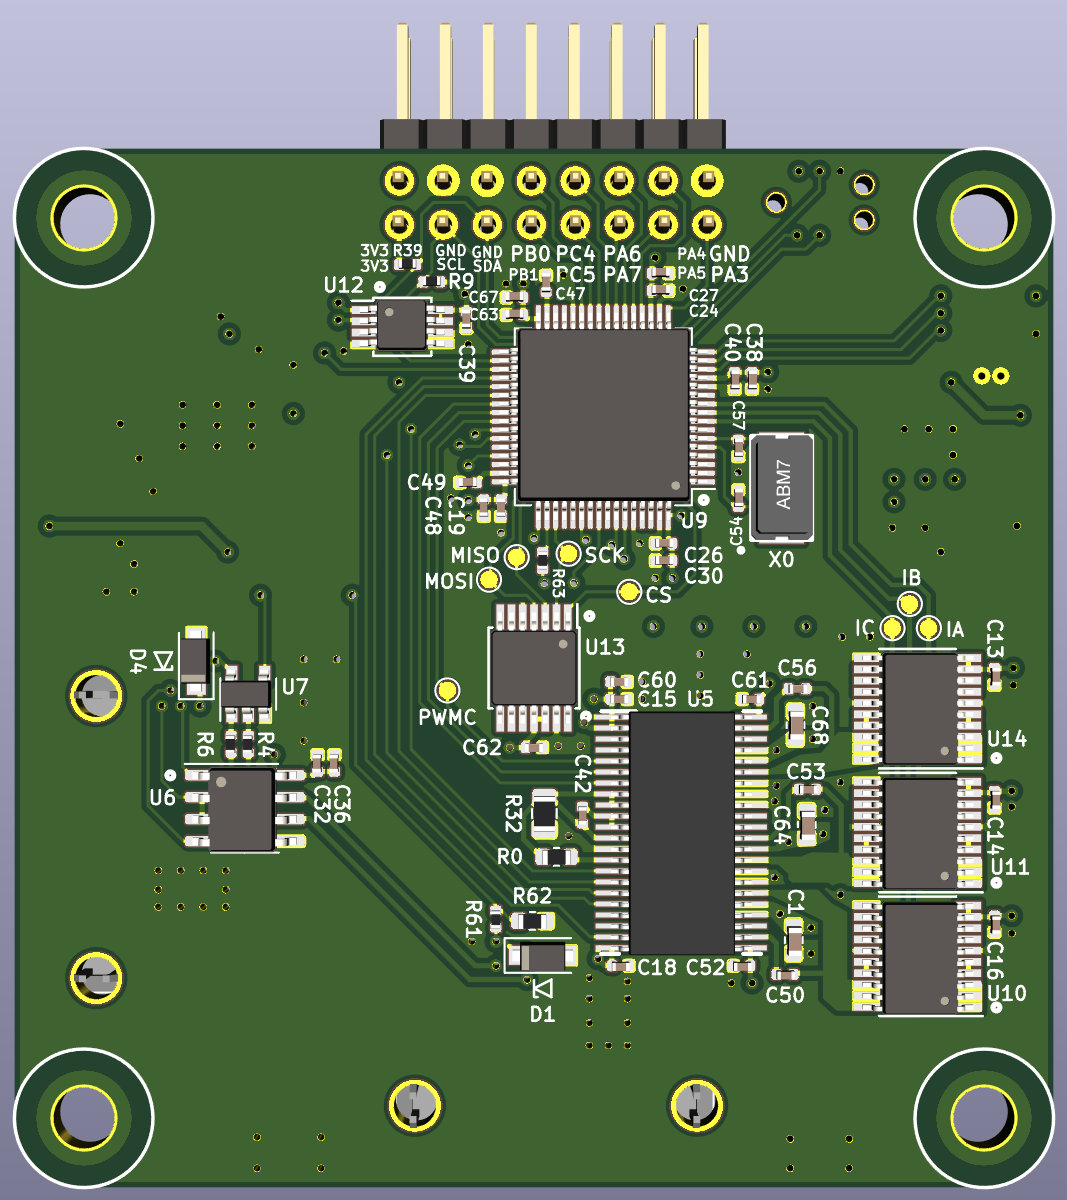 3V3 R39 GND GND PB0 PC4 PA6 PA4 GND
3V3 SCL SDA PB1 PC5 PA7 PA5 PA3
U12 R9
C67 C47 C27
C63 C24
C39
C40 C38
C57
ABM7
C49
C48 C19
U9
C54
X0
MISO SCK C26
MOSI R63 C30
CS
IB
IC IA
C13
D4
U7
U13
C60 C15
C56
C61 U5
PWMC
C68
U14
R6 R4
C62
C42
C53
U6
C32 C36
R32
C64
C14
U11
R0
R62
R61
C1
C18 C52
C50
C16
U10
D1